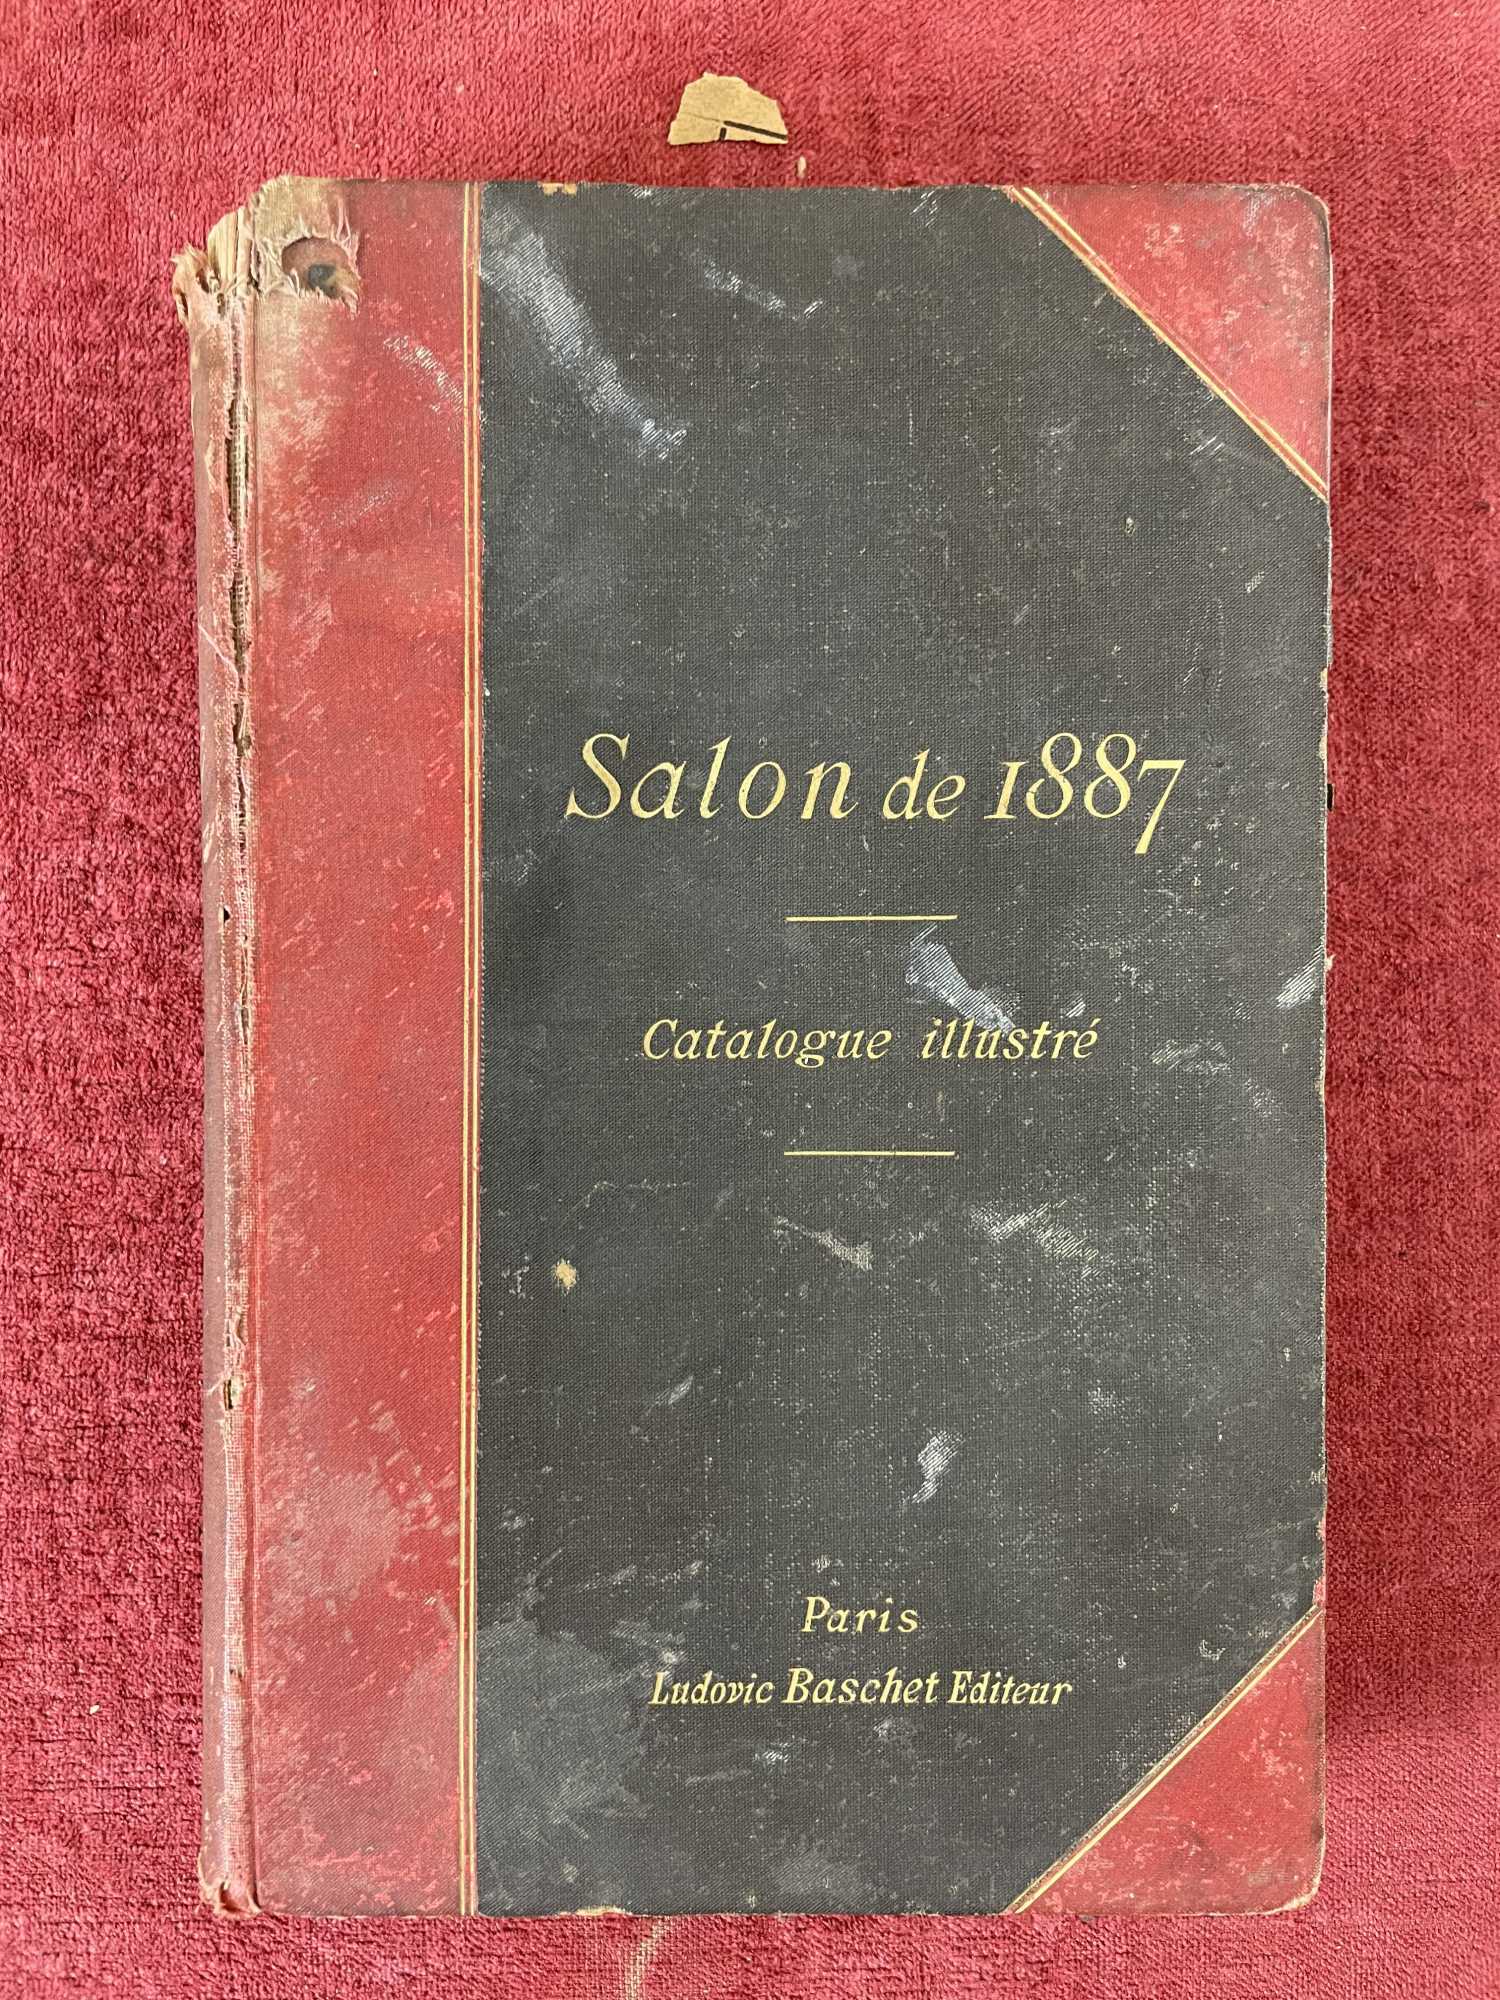 Salon de 1887
Catalogue illustré
Paris
Ludovic Baschet Editeur